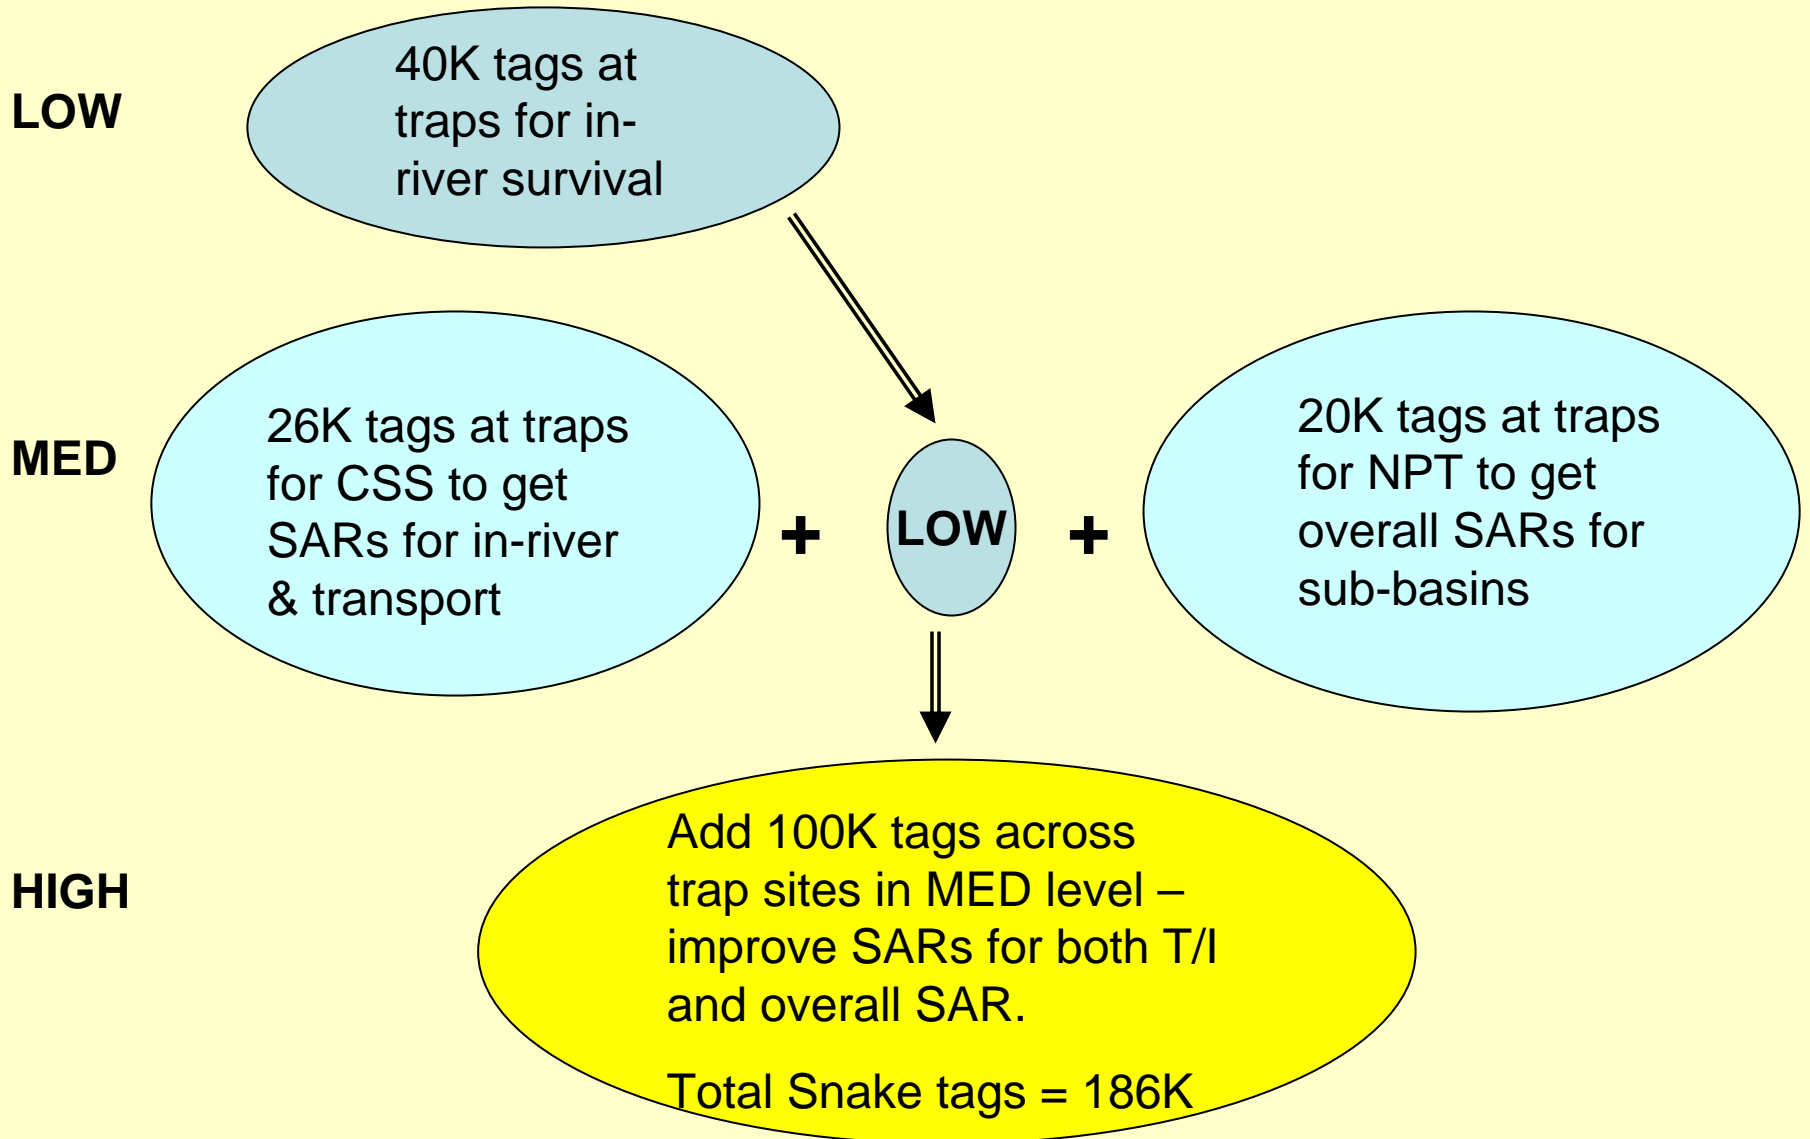 LOW
40K tags at
traps for in-
river survival
MED
26K tags at traps
for CSS to get
SARs for in-river
& transport
+
LOW
+
20K tags at traps
for NPT to get
overall SARs for
sub-basins
HIGH
Add 100K tags across
trap sites in MED level –
improve SARs for both T/I
and overall SAR.
Total Snake tags = 186K